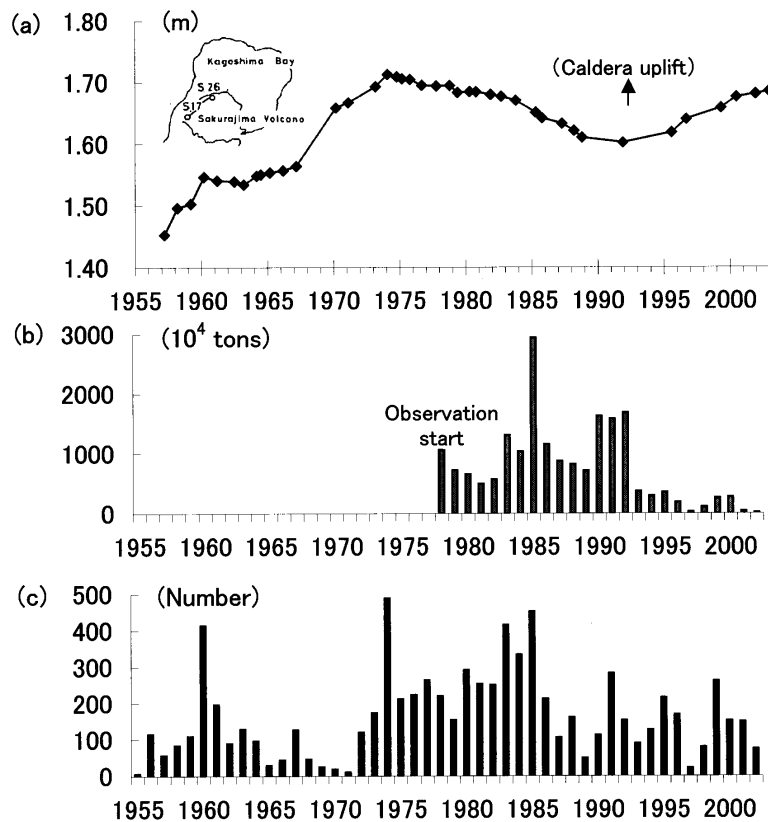 (a)
(m)
1.80
1.70
1.60
1.50
1.40
Kagoshima Bay
S26
S17
Sakurajima Volcano
(Caldera uplift)
1955 1960 1965 1970 1975 1980 1985 1990 1995 2000
(b)
(10⁴ tons)
3000
2000
1000
0
Observation
start
1955 1960 1965 1970 1975 1980 1985 1990 1995 2000
(c)
(Number)
500
400
300
200
100
0
1955 1960 1965 1970 1975 1980 1985 1990 1995 2000